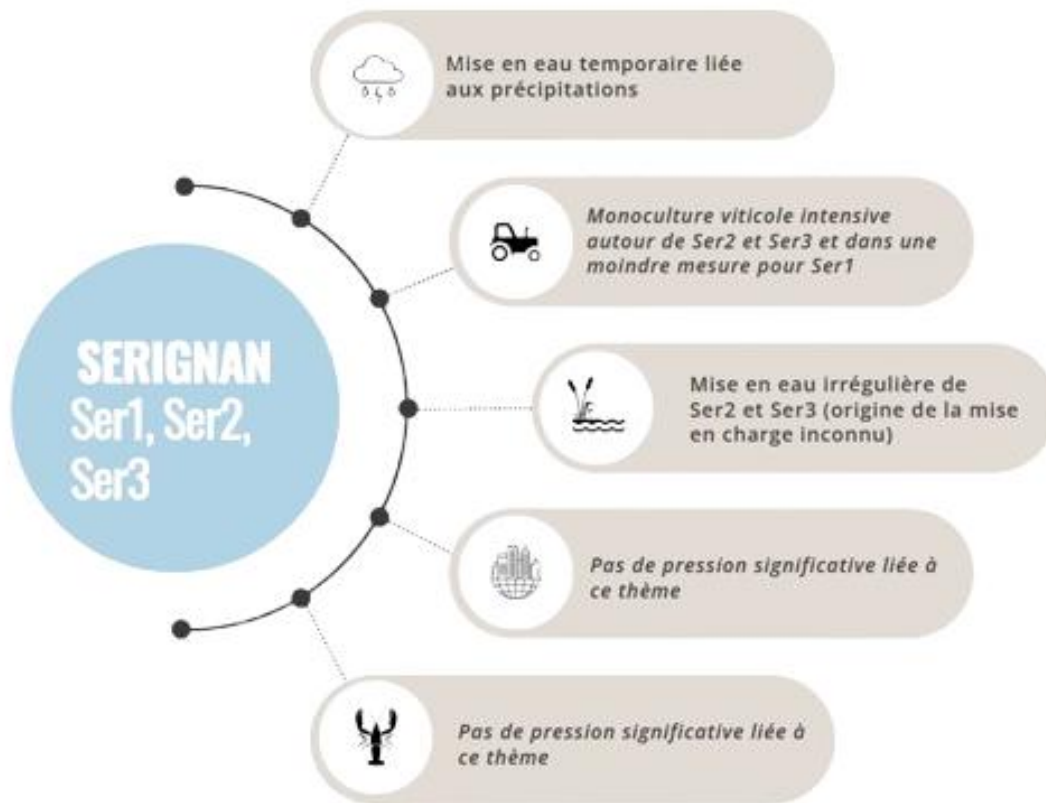 Mise en eau temporaire liée
aux précipitations
Monoculture viticole intensive
autour de Ser2 et Ser3 et dans une
moindre mesure pour Ser1
SERIGNAN
Ser1, Ser2,
Ser3
Mise en eau irrégulière de
Ser2 et Ser3 (origine de la mise
en charge inconnu)
Pas de pression significative liée à
ce thème
Pas de pression significative liée à
ce thème